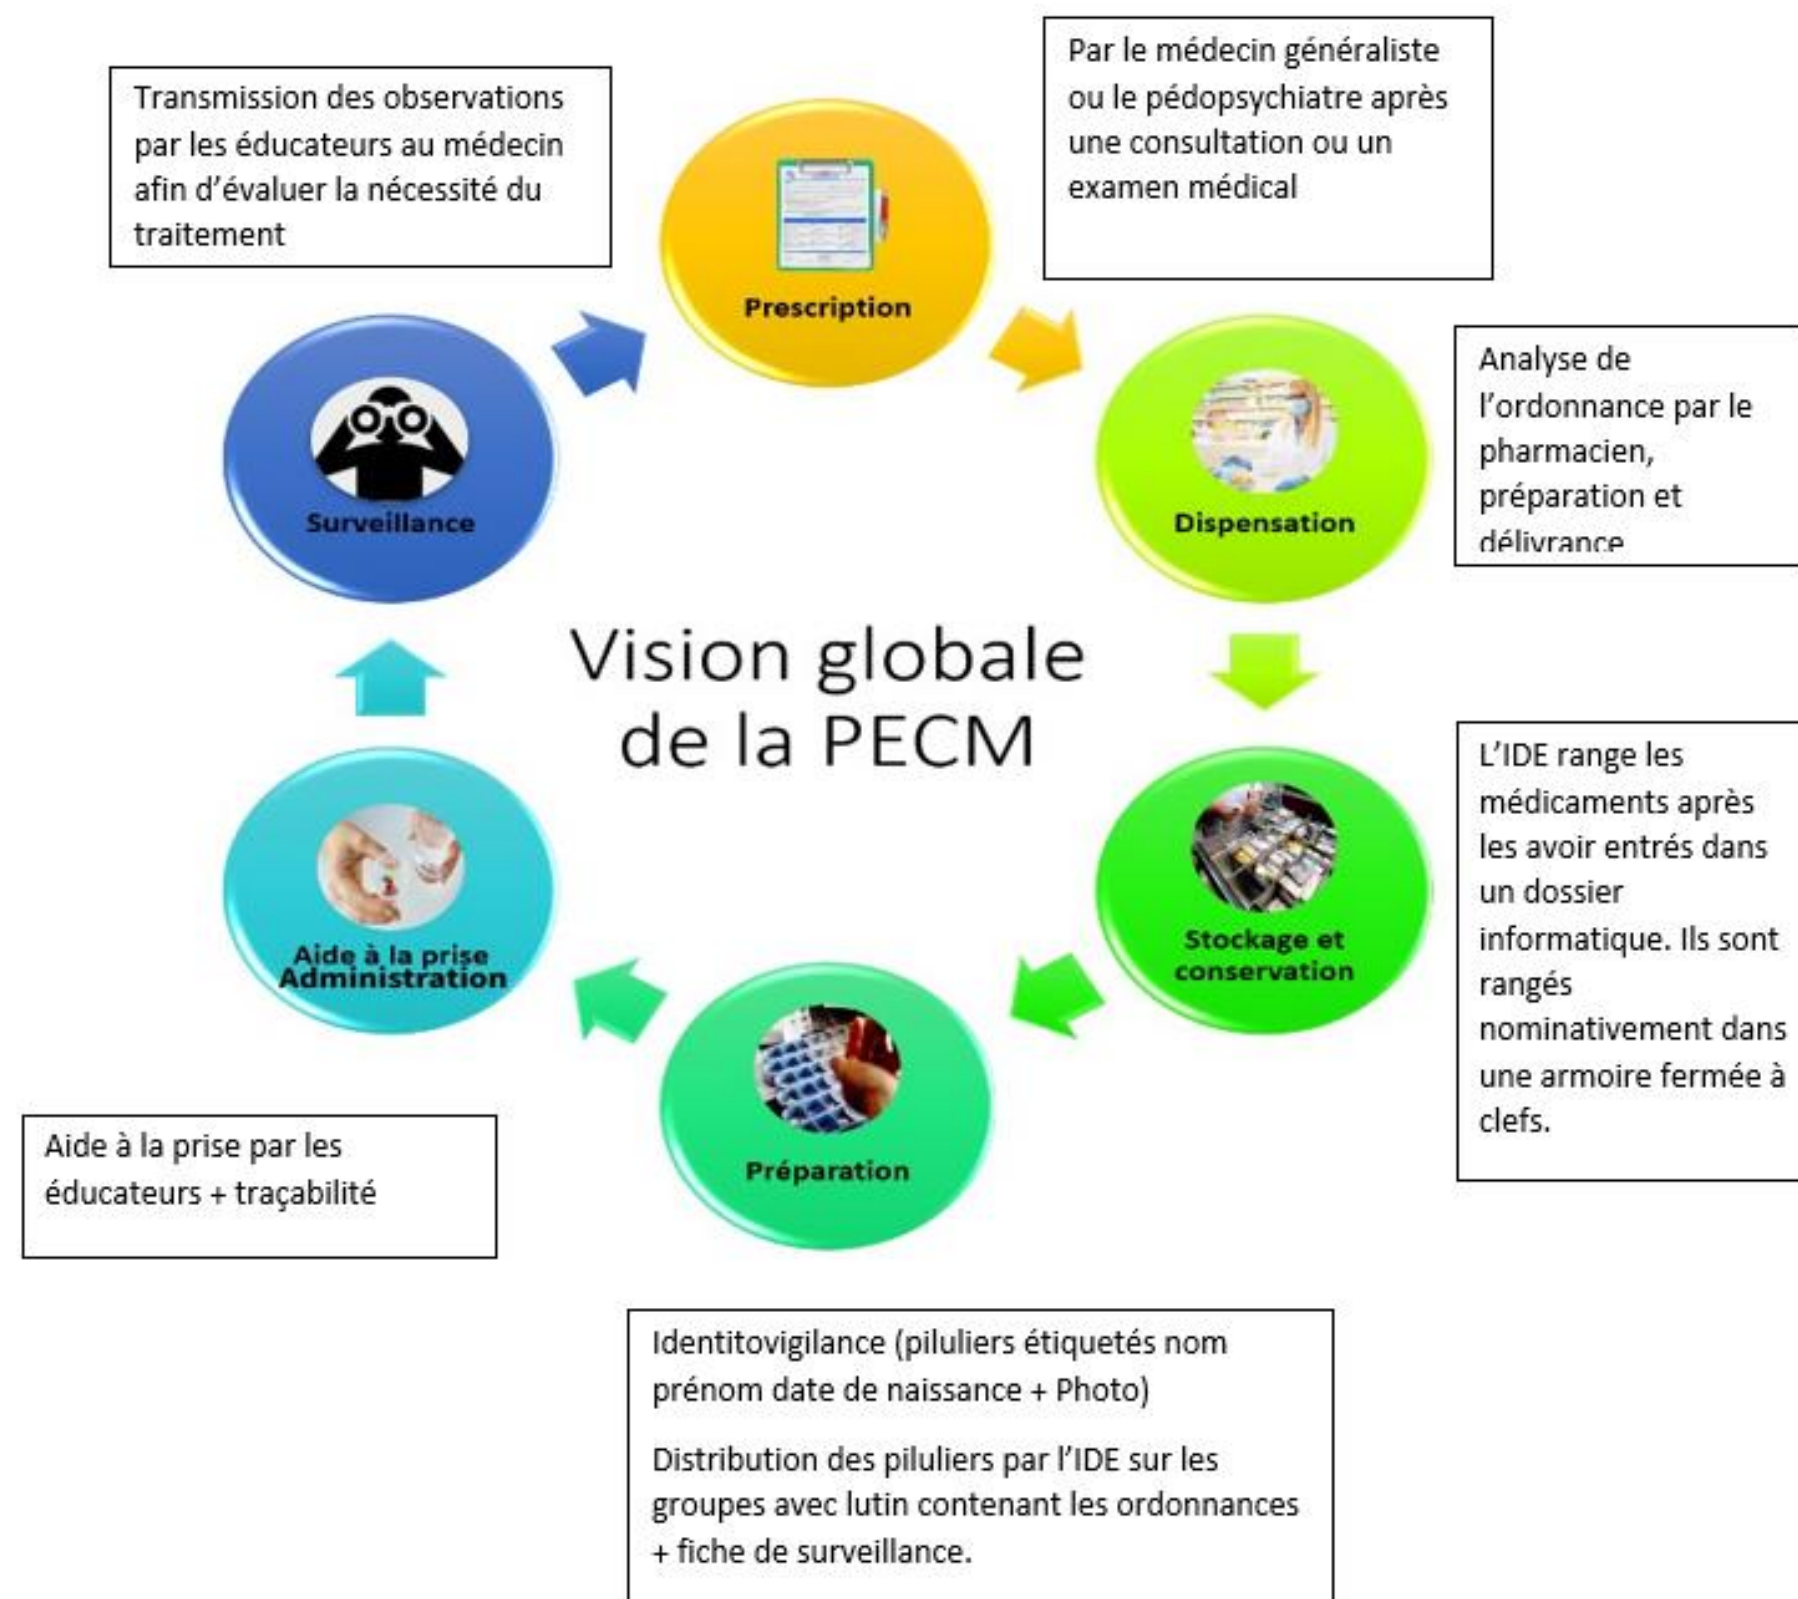 Transmission des observations
par les éducateurs au médecin
afin d’évaluer la nécessité du
traitement
Par le médecin généraliste
ou le pédopsychiatre après
une consultation ou un
examen médical
Prescription
Surveillance
Dispensation
Analyse de
l’ordonnance par le
pharmacien,
préparation et
délivrance
Vision globale
de la PECM
L’IDE range les
médicaments après
les avoir entrés dans
un dossier
informatique. Ils sont
rangés
nominativement dans
une armoire fermée à
clefs.
Aide à la prise
Administration
Stockage et
conservation
Préparation
Aide à la prise par les
éducateurs + traçabilité
Identitovigilance (piluliers étiquetés nom
prénom date de naissance + Photo)
Distribution des piluliers par l’IDE sur les
groupes avec lutin contenant les ordonnances
+ fiche de surveillance.